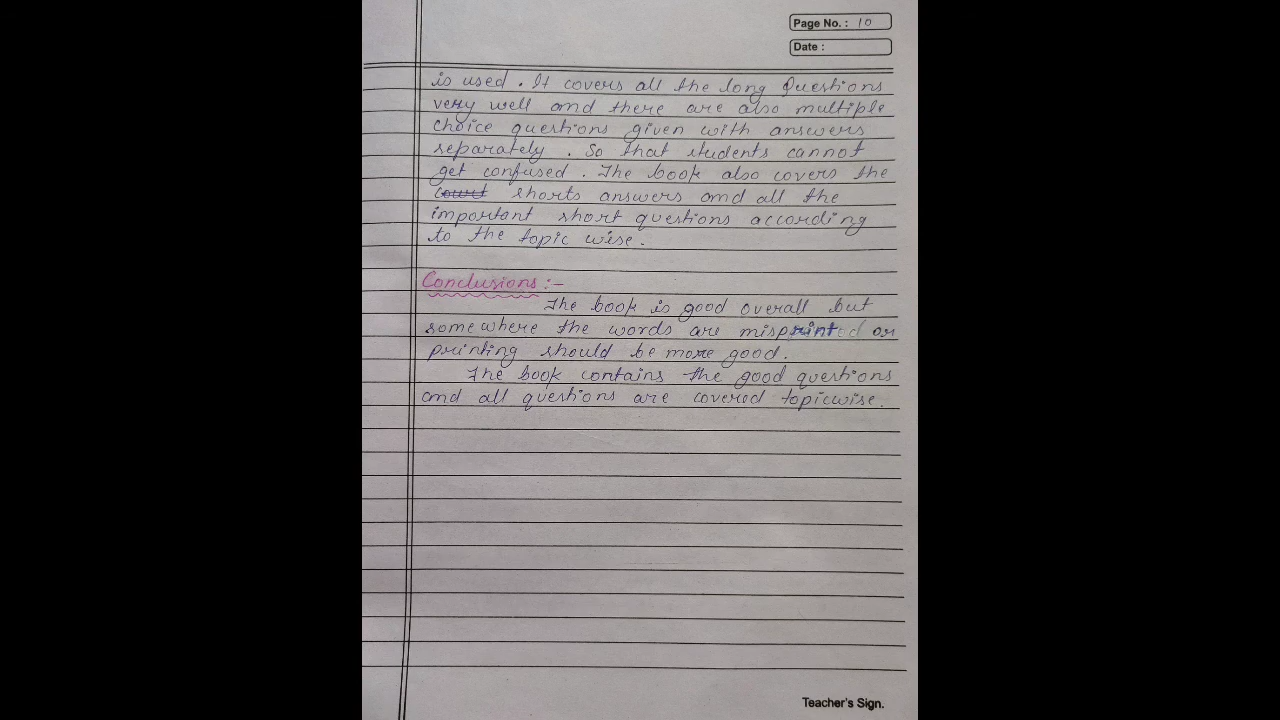 Page No. : 10
Date :
is used. It covers all the long Questions
very well and there are also multiple
choice questions given with answers
separately. So that students cannot
get confused. The book also covers the
shorts answers and all the
important short questions according
to the topic wise.
Conclusions :-
The book is good overall but
somewhere the words are misprinted or
printing should be more good.
The book contains the good questions
and all questions are covered topicwise.
Teacher's Sign.